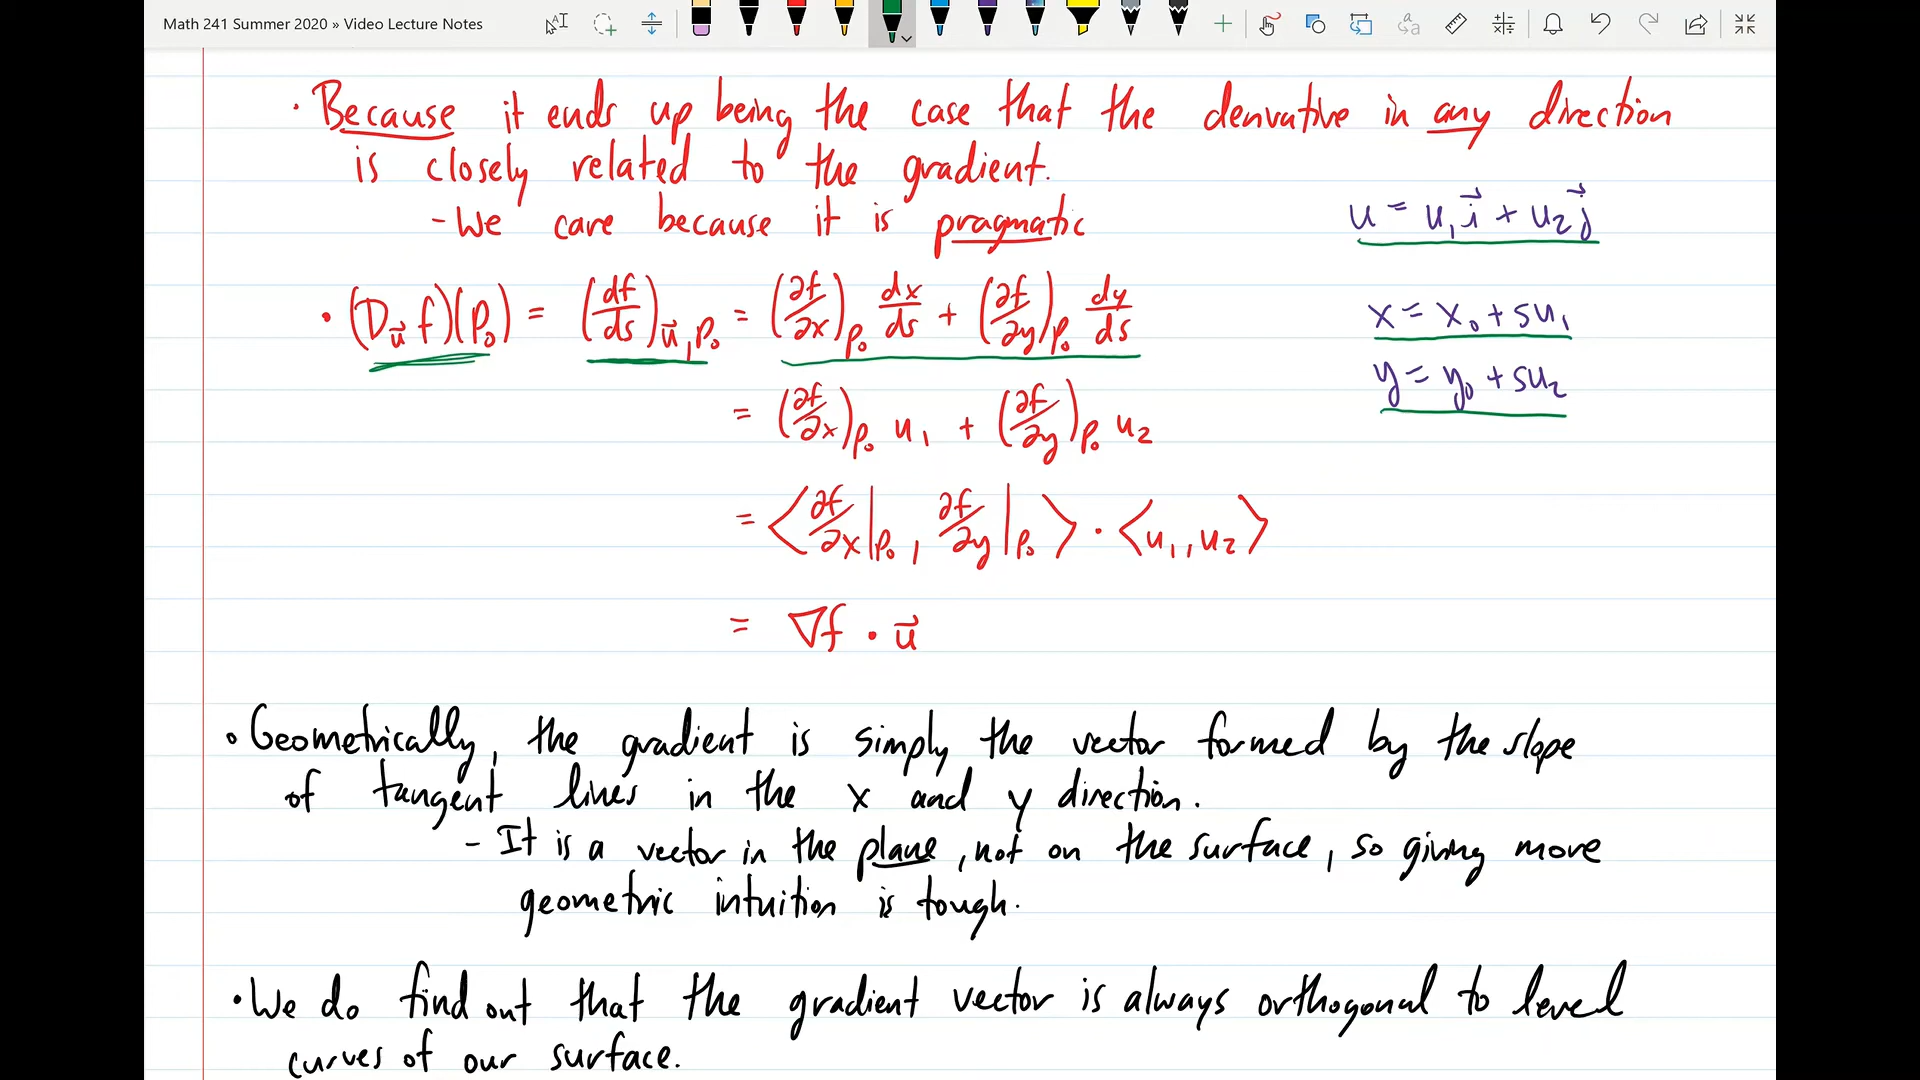 Math 241 Summer 2020 » Video Lecture Notes
• Because it ends up being the case that the derivative in any direction
is closely related to the gradient.
- We care because it is pragmatic
u = u₁i⃗ + u₂j⃗
• (D_u⃗ f)(P₀) = (df/ds)_u⃗,P₀ = (∂f/∂x)_P₀ dx/ds + (∂f/∂y)_P₀ dy/ds
x = x₀ + su₁
y = y₀ + su₂
= (∂f/∂x)_P₀ u₁ + (∂f/∂y)_P₀ u₂
= ⟨∂f/∂x|P₀, ∂f/∂y|P₀⟩ · ⟨u₁, u₂⟩
= ∇f · u⃗
• Geometrically, the gradient is simply the vector formed by the slope
of tangent lines in the x and y direction.
- It is a vector in the plane, not on the surface, so giving more
geometric intuition is tough.
• We do find out that the gradient vector is always orthogonal to level
curves of our surface.